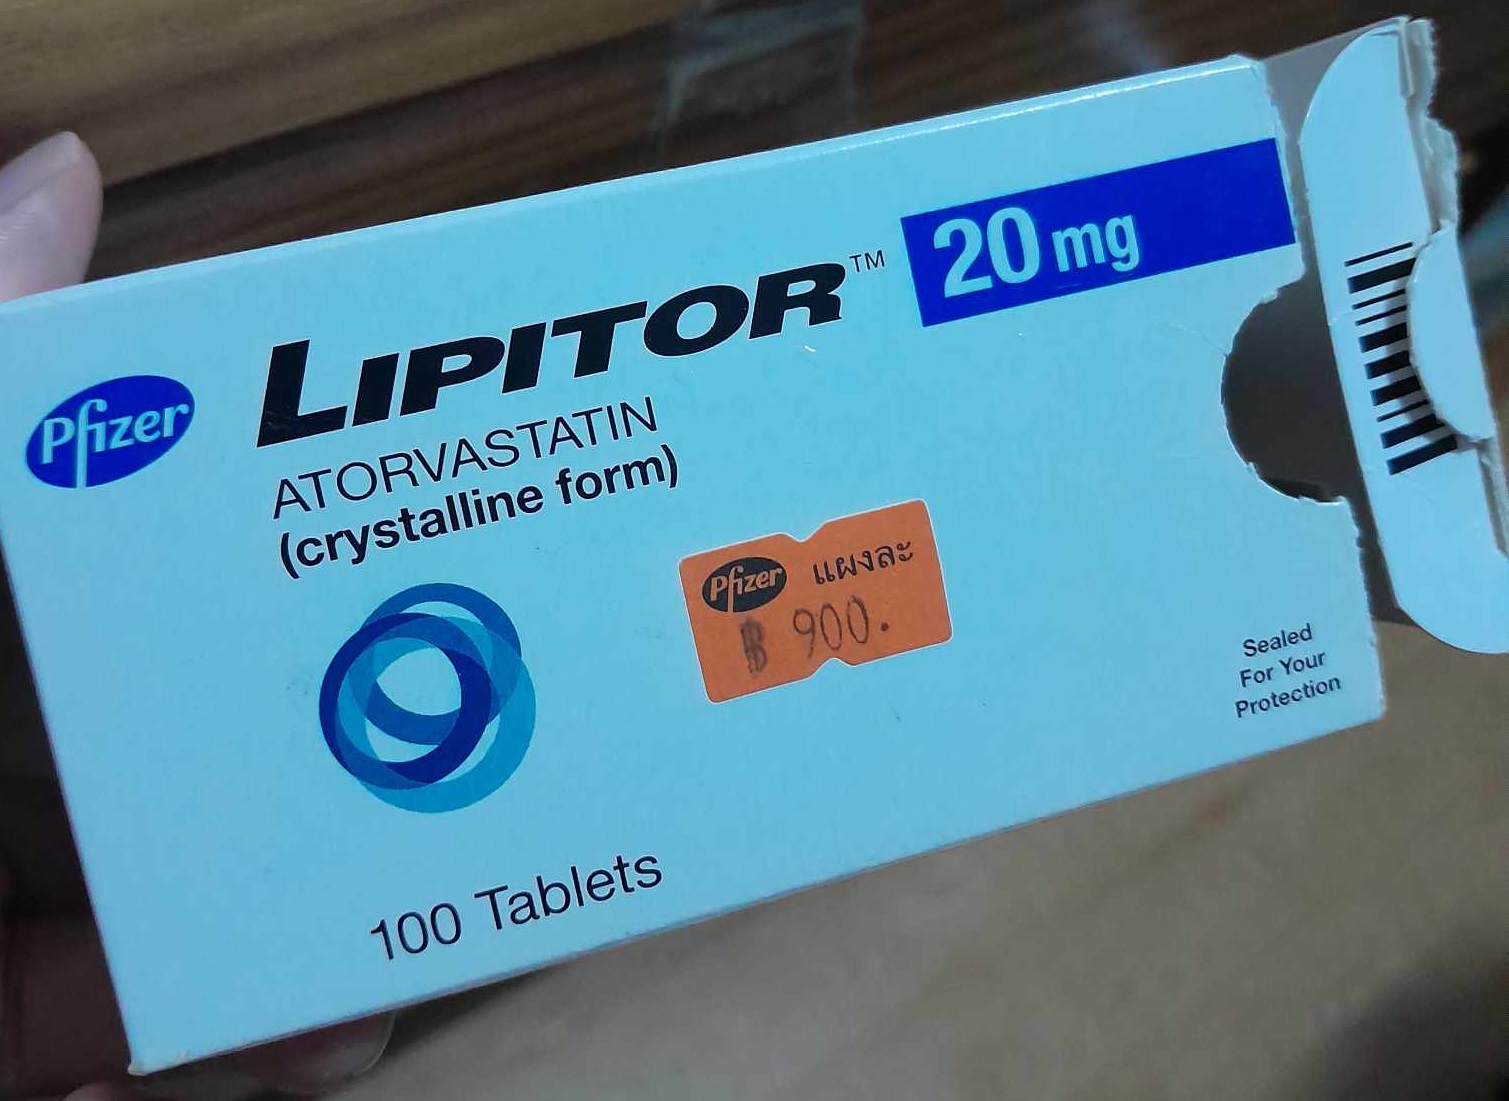 LIPITOR™ 20 mg
Pfizer
ATORVASTATIN
(crystalline form)
Pfizer แผงละ
฿ 900.
Sealed
For Your
Protection
100 Tablets